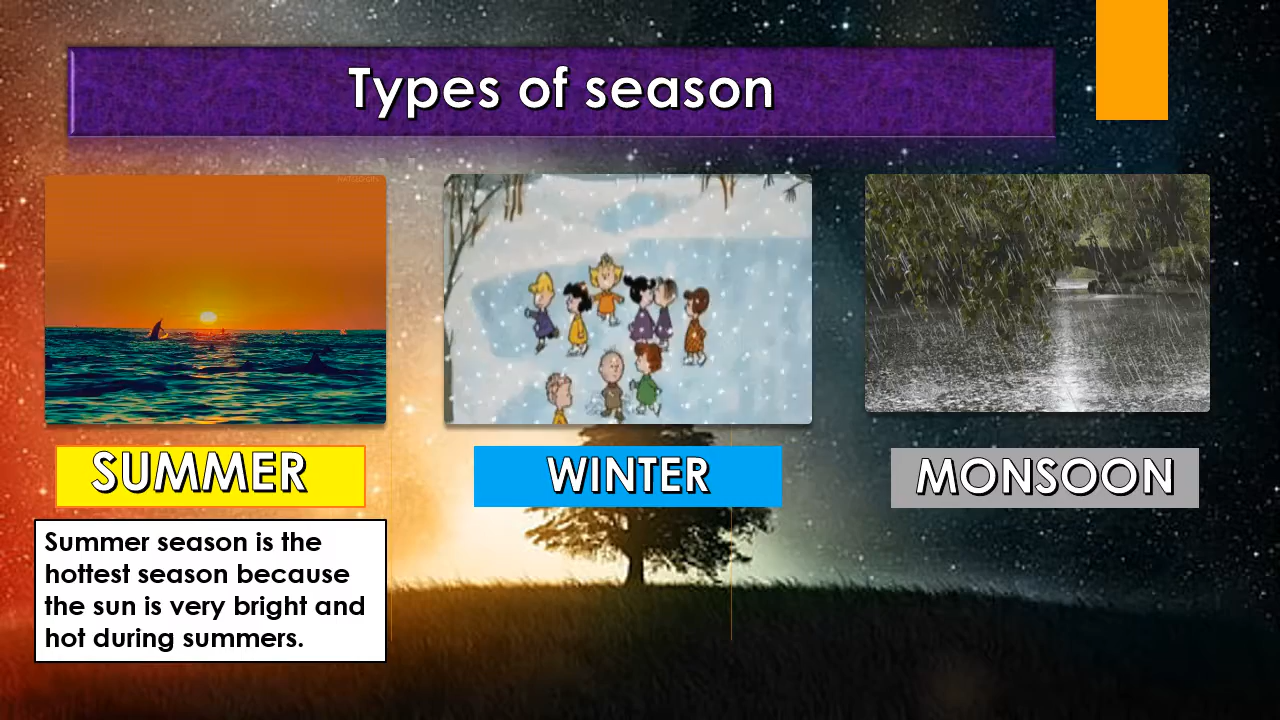 Types of season
SUMMER
WINTER
MONSOON
Summer season is the
hottest season because
the sun is very bright and
hot during summers.